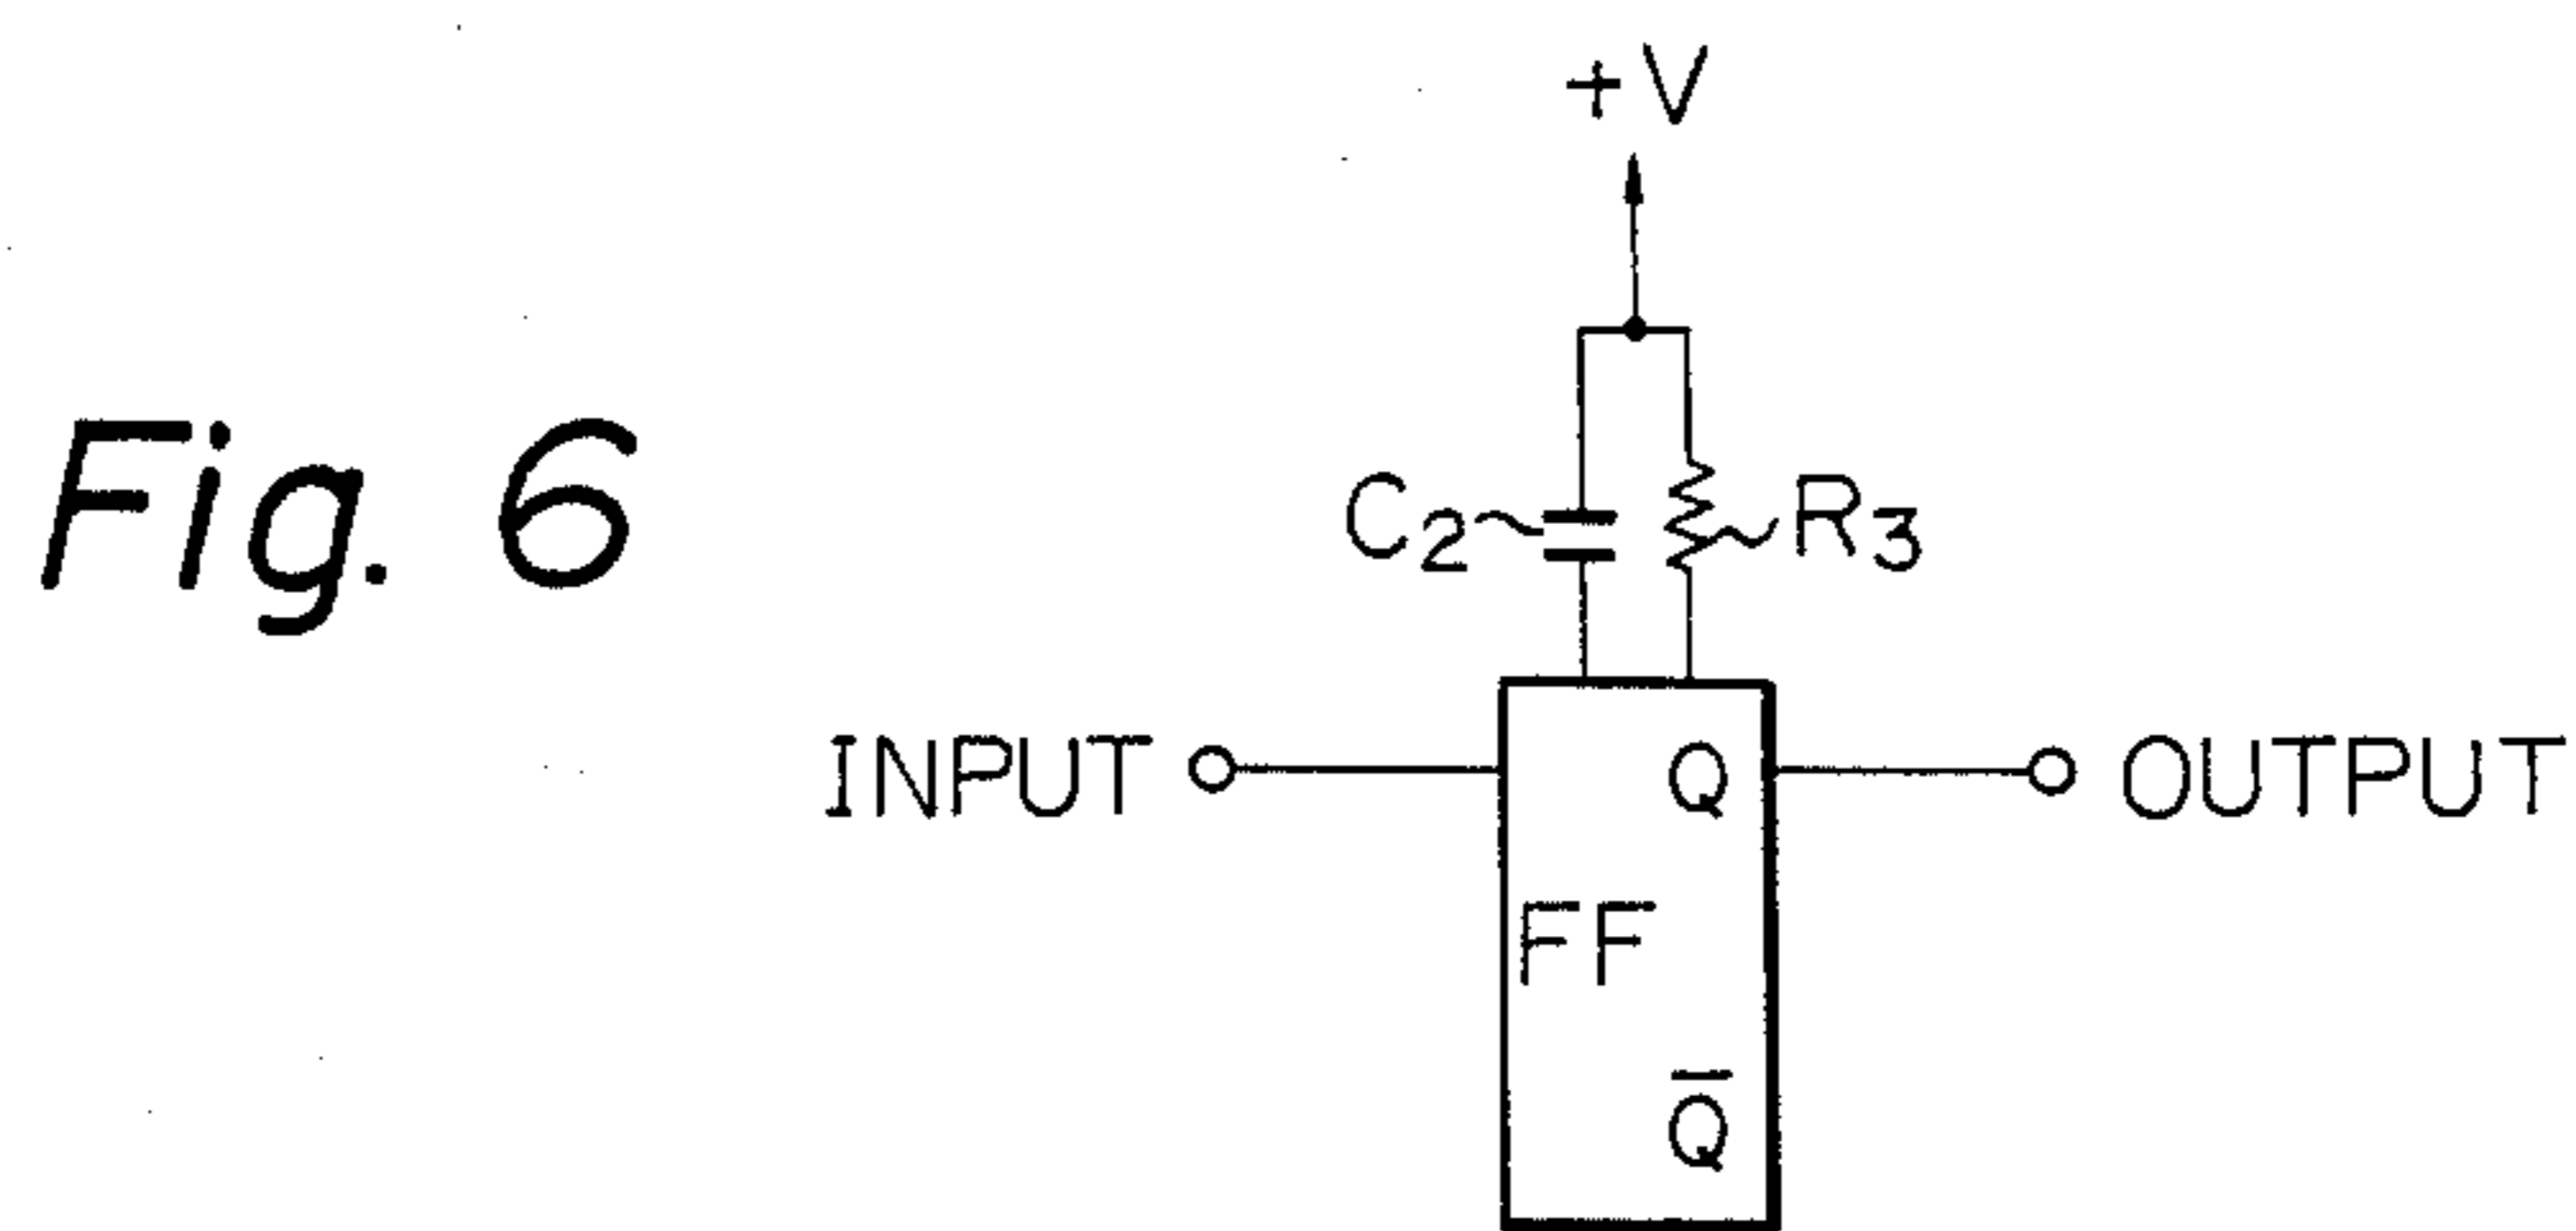 Fig. 6
+V
C2
R3
INPUT
Q
OUTPUT
FF
Q̅